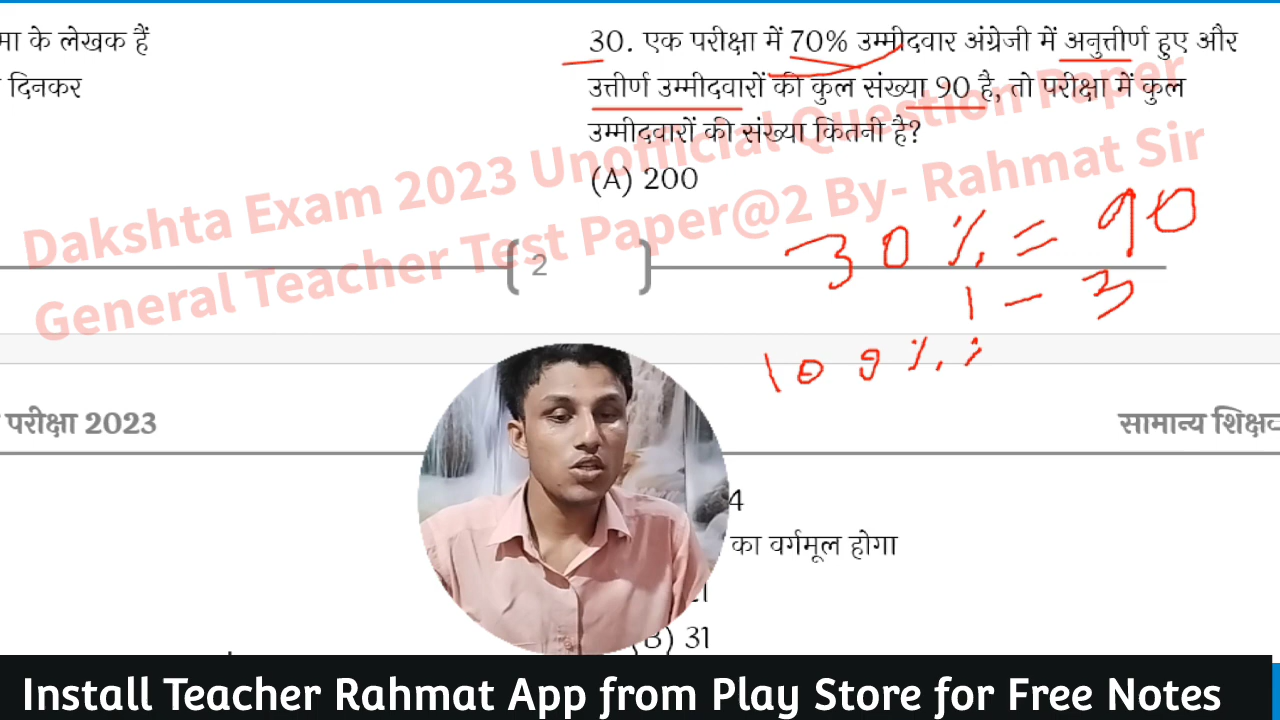 मा के लेखक हैं
दिनकर
30. एक परीक्षा में 70% उम्मीदवार अंग्रेजी में अनुत्तीर्ण हुए और
उत्तीर्ण उम्मीदवारों की कुल संख्या 90 है, तो परीक्षा में कुल
उम्मीदवारों की संख्या कितनी है?
(A) 200
Dakshta Exam 2023 Unofficial Question Paper
General Teacher Test Paper@2 By- Rahmat Sir
30%=90
1-3
100%
2
परीक्षा 2023
सामान्य शिक्षक
4
का वर्गमूल होगा
21
(B) 31
Install Teacher Rahmat App from Play Store for Free Notes